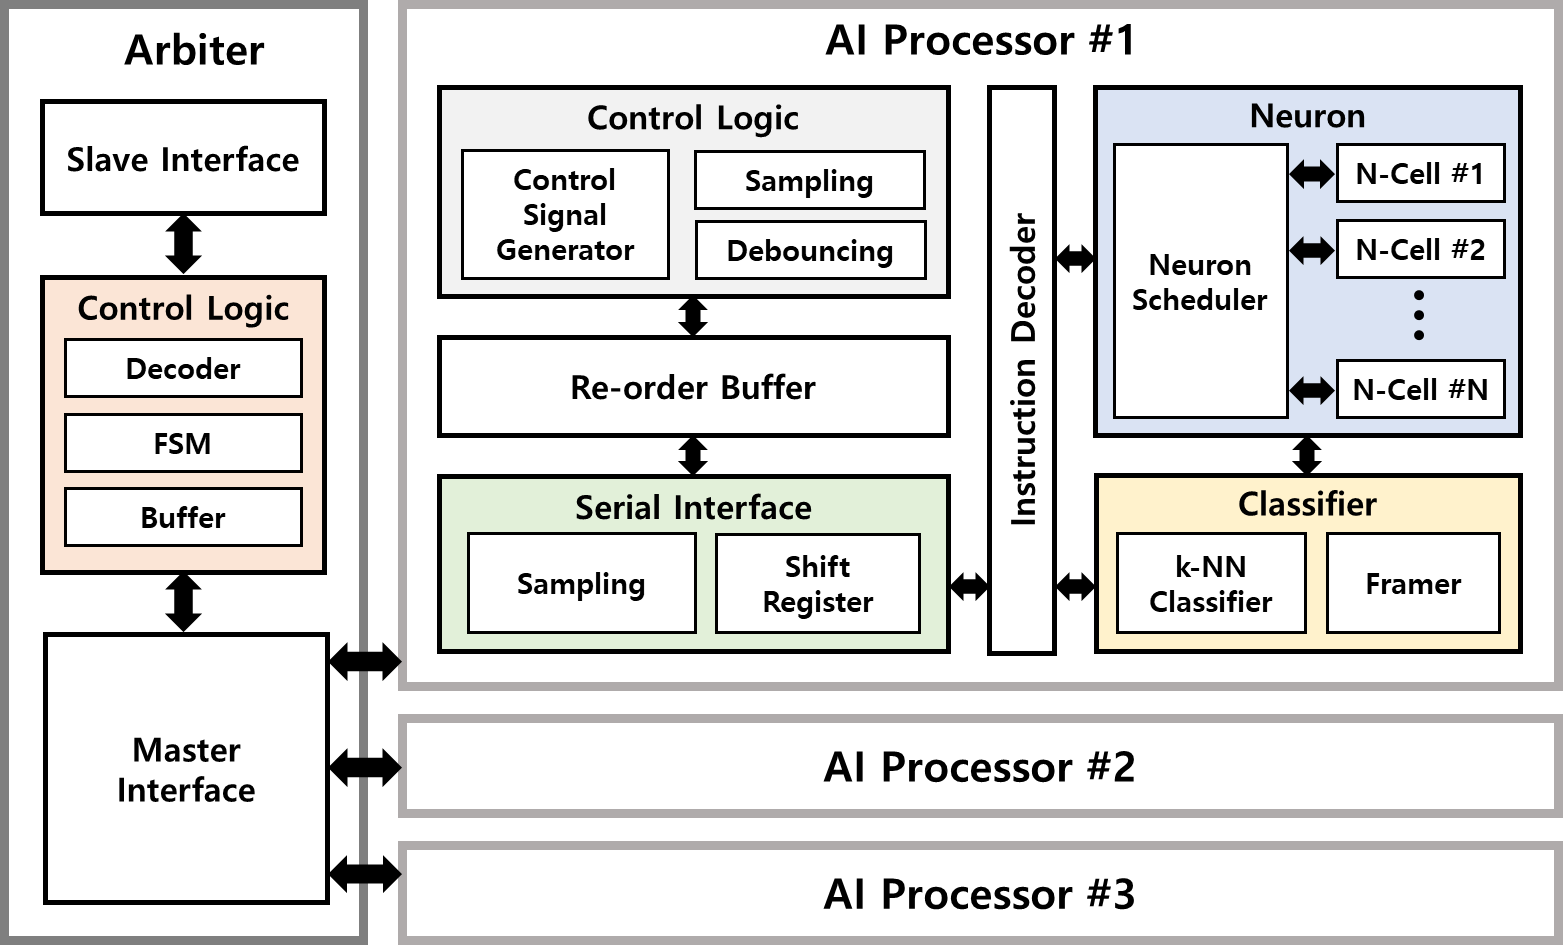 Arbiter
Slave Interface
Control Logic
Decoder
FSM
Buffer
Master
Interface
AI Processor #1
Control Logic
Control
Signal
Generator
Sampling
Debouncing
Re-order Buffer
Serial Interface
Sampling
Shift
Register
Instruction Decoder
Neuron
Neuron
Scheduler
N-Cell #1
N-Cell #2
N-Cell #N
Classifier
k-NN
Classifier
Framer
AI Processor #2
AI Processor #3